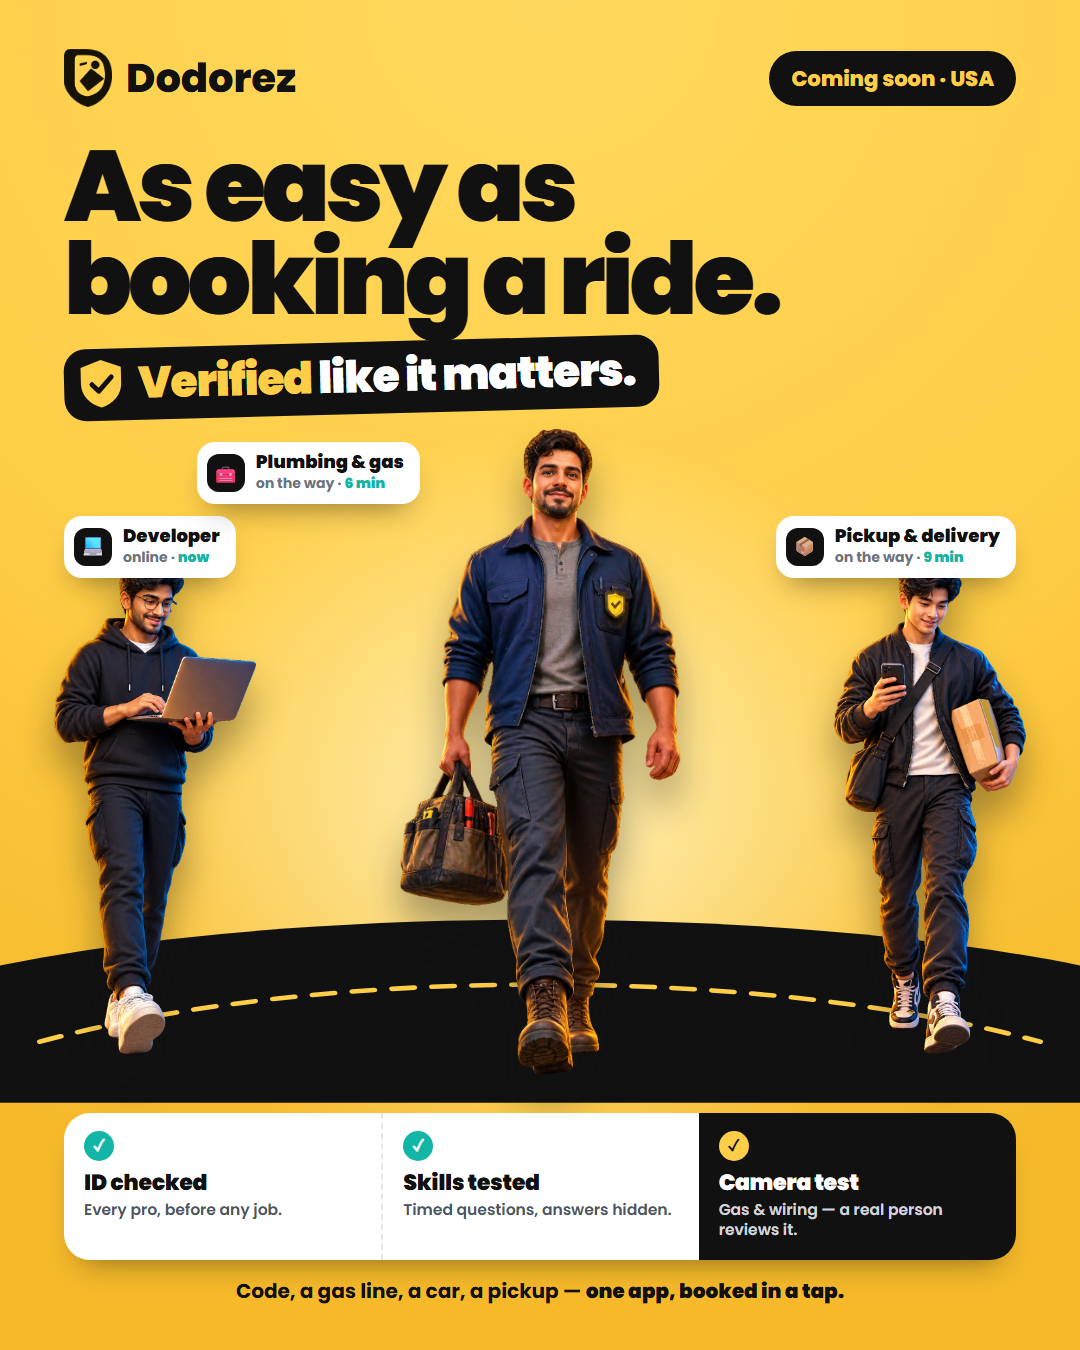 Dodorez
Coming soon · USA
As easy as
booking a ride.
Verified like it matters.
Plumbing & gas
on the way · 6 min
Developer
online · now
Pickup & delivery
on the way · 9 min
ID checked
Every pro, before any job.
Skills tested
Timed questions, answers hidden.
Camera test
Gas & wiring — a real person
reviews it.
Code, a gas line, a car, a pickup — one app, booked in a tap.